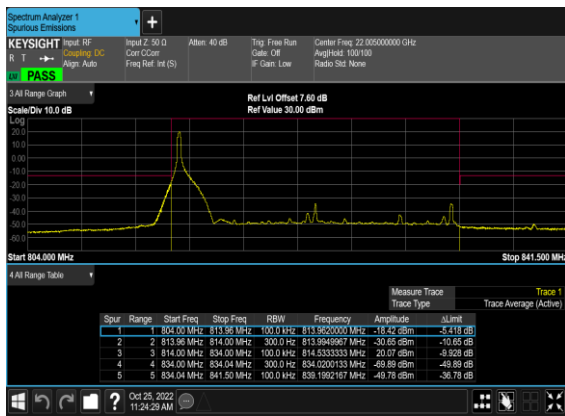 Spectrum Analyzer 1
Spurious Emissions
KEYSIGHT Input: RF Input Z: 50 Ω Atten: 40 dB Trig: Free Run Center Freq: 22.005000000 GHz
R T Coupling: DC Corr CCorr Gate: Off Avg|Hold: 100/100
Align: Auto Freq Ref: Int (S) IF Gain: Low Radio Std: None
PASS
3 All Range Graph
Ref Lvl Offset 7.60 dB
Scale/Div 10.0 dB Ref Value 30.00 dBm
Log
20.0
10.0
0.00
-10.0
-20.0
-30.0
-40.0
-50.0
-60.0
Start 804.000 MHz Stop 841.500 MHz
4 All Range Table
Measure Trace Trace 1
Trace Type Trace Average (Active)
Spur Range Start Freq Stop Freq RBW Frequency Amplitude ΔLimit
1 1 804.00 MHz 813.96 MHz 100.0 kHz 813.9620000 MHz -18.42 dBm -5.418 dB
2 2 813.96 MHz 814.00 MHz 300.0 Hz 813.9949967 MHz -30.65 dBm -10.65 dB
3 3 814.00 MHz 834.00 MHz 100.0 kHz 814.5333333 MHz 20.07 dBm -9.928 dB
4 4 834.00 MHz 834.04 MHz 300.0 Hz 834.0200133 MHz -69.89 dBm -49.89 dB
5 5 834.04 MHz 841.50 MHz 100.0 kHz 839.1992167 MHz -49.78 dBm -36.78 dB
? Oct 25, 2022
11:24:29 AM